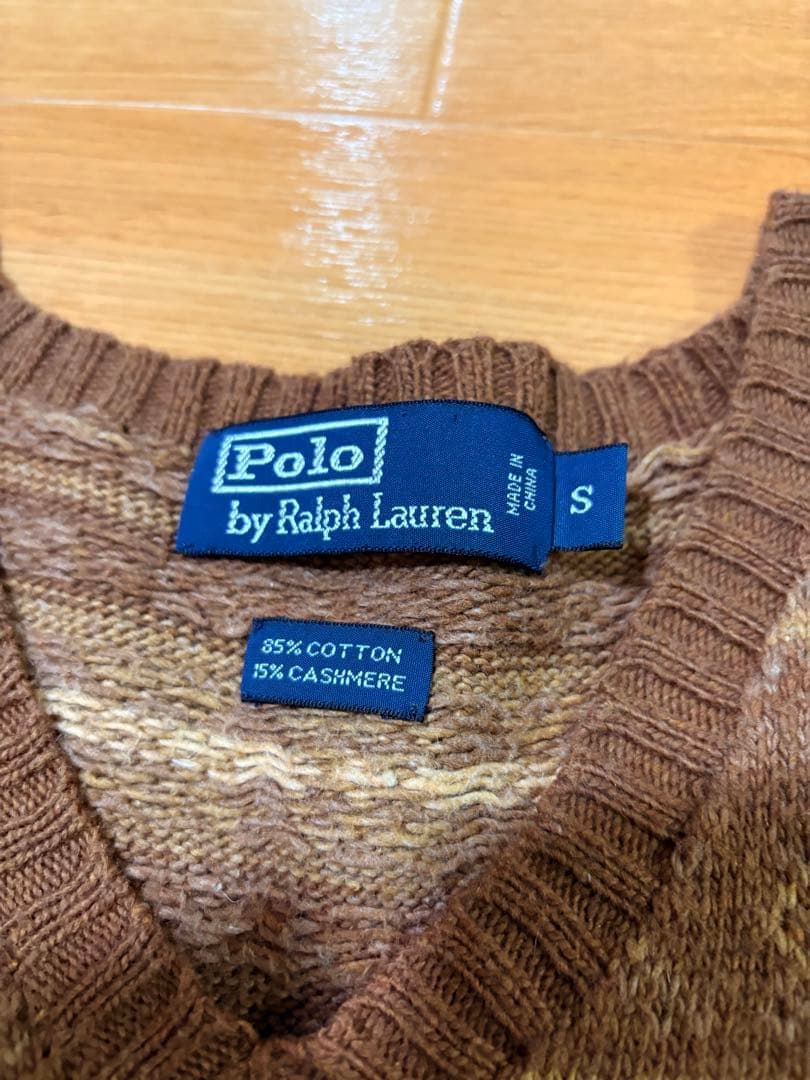 Polo
by Ralph Lauren
MADE IN
CHINA
S
85% COTTON
15% CASHMERE